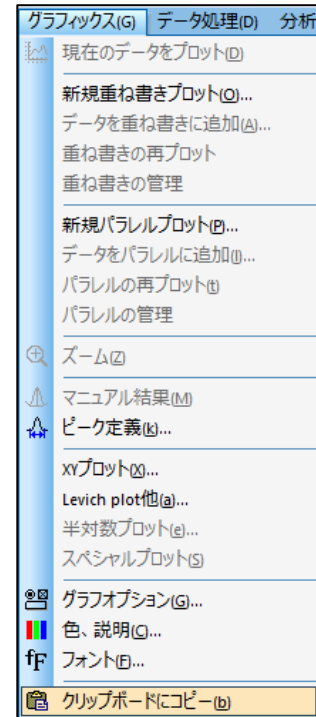 グラフィックス(G) データ処理(D) 分析
現在のデータをプロット(D)
新規重ね書きプロット(O)...
データを重ね書きに追加(A)...
重ね書きの再プロット
重ね書きの管理
新規パラレルプロット(P)...
データをパラレルに追加(l)...
パラレルの再プロット(t)
パラレルの管理
ズーム(Z)
マニュアル結果(M)
ピーク定義(k)...
XYプロット(X)...
Levich plot他(a)...
半対数プロット(e)...
スペシャルプロット(S)
グラフオプション(G)...
色、説明(C)...
fF フォント(F)...
クリップボードにコピー(b)